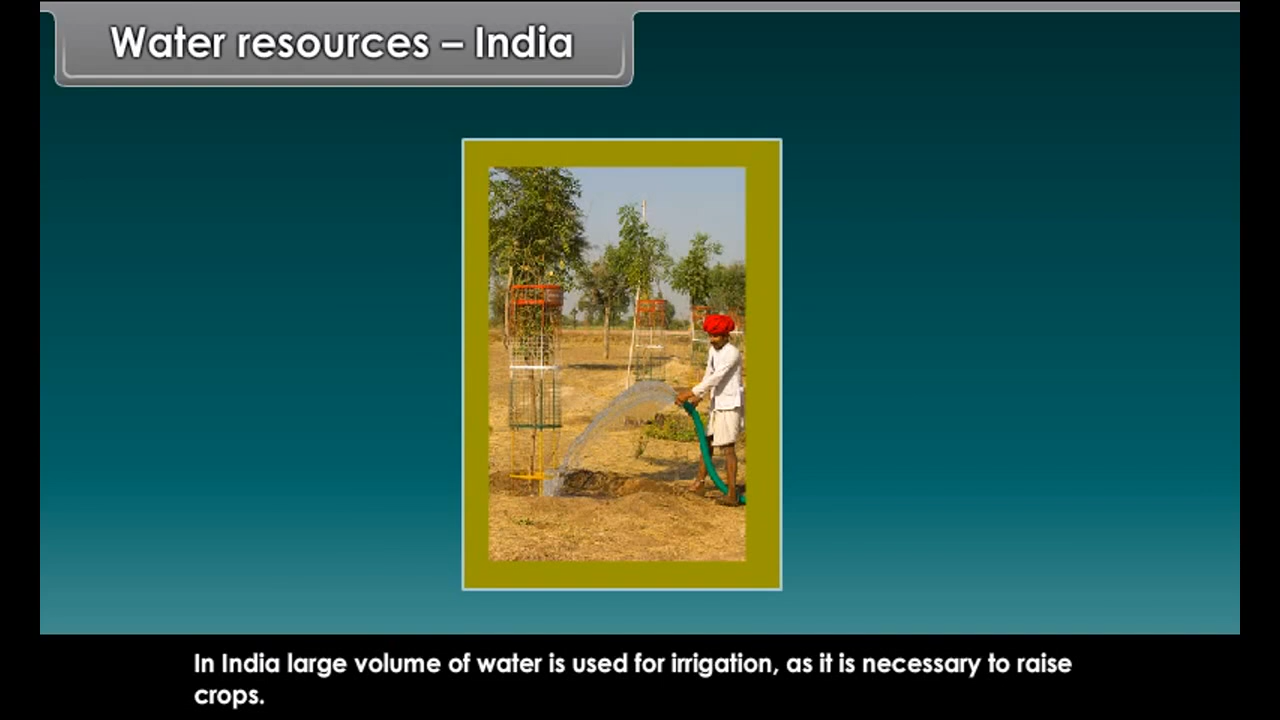 Water resources – India
In India large volume of water is used for irrigation, as it is necessary to raise
crops.